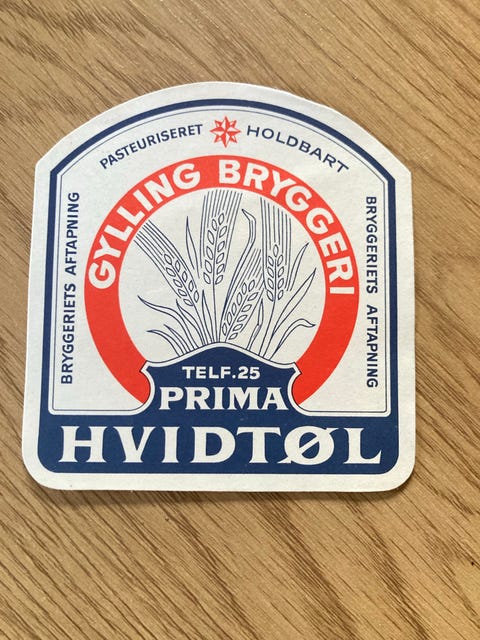 PASTEURISERET HOLDBART
GYLLING BRYGGERI
BRYGGERIETS AFTAPNING
BRYGGERIETS AFTAPNING
TELF.25
PRIMA
HVIDTØL